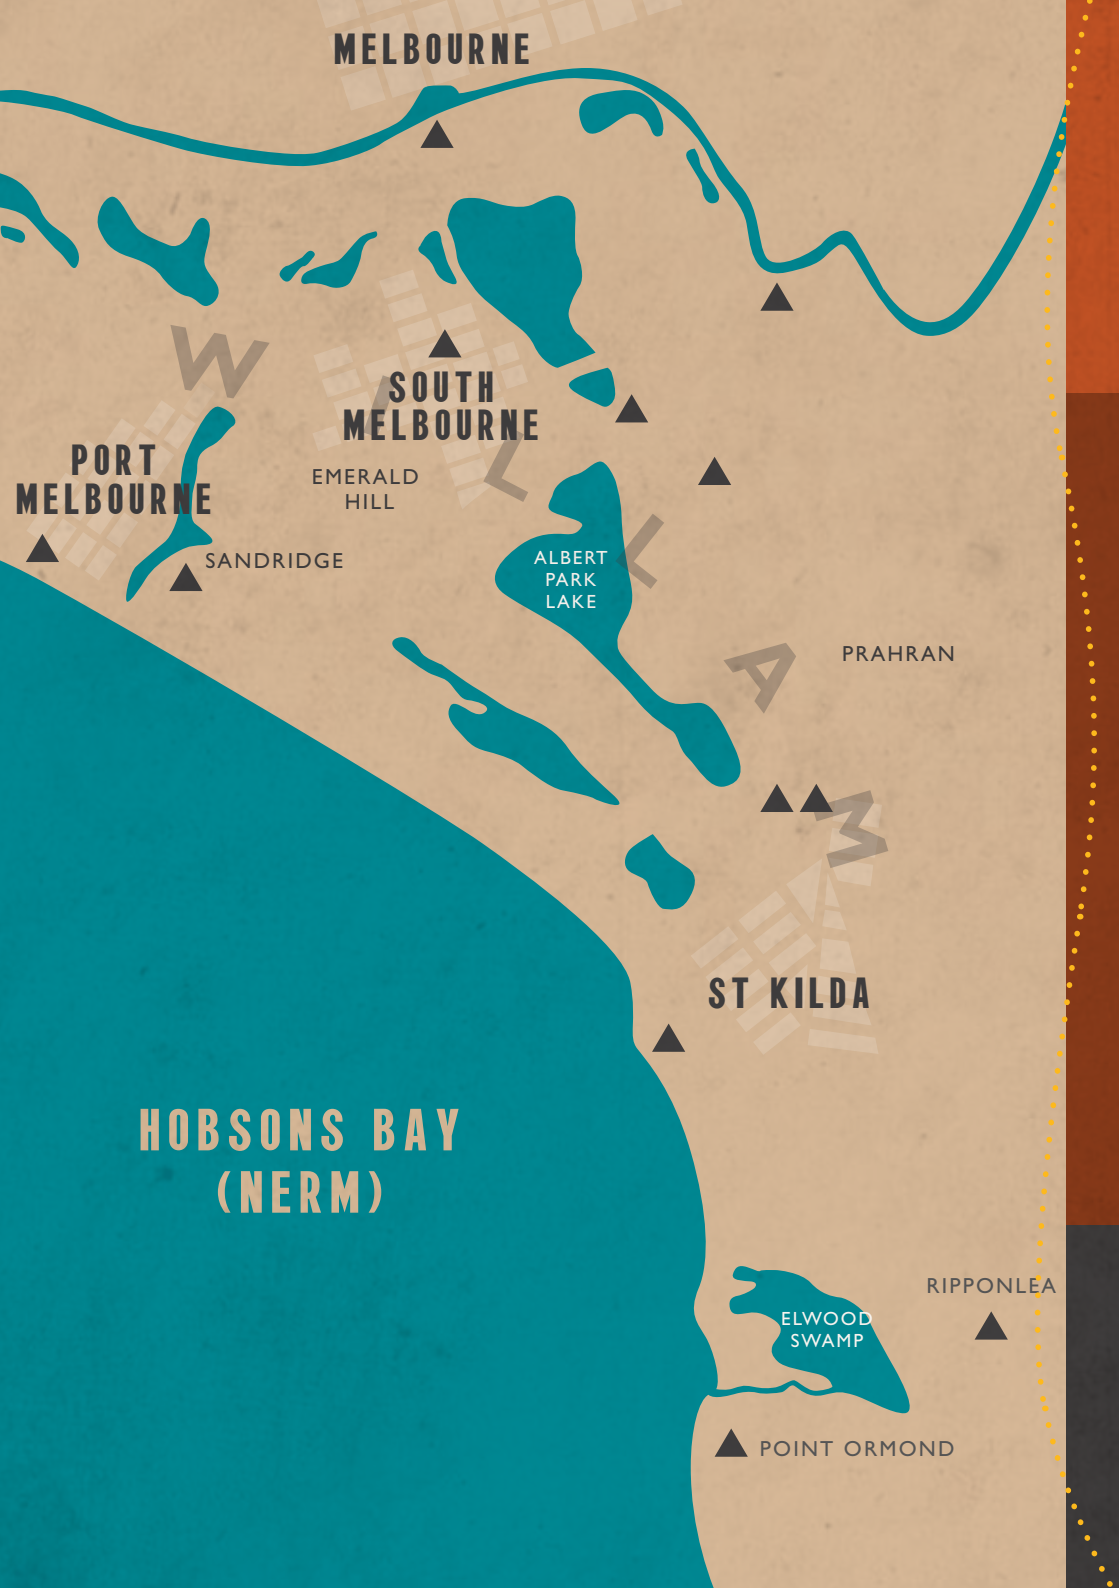 MELBOURNE
WILLAM
SOUTH
MELBOURNE
PORT
MELBOURNE
EMERALD
HILL
SANDRIDGE
ALBERT
PARK
LAKE
PRAHRAN
ST KILDA
HOBSONS BAY
(NERM)
RIPPONLEA
ELWOOD
SWAMP
POINT ORMOND